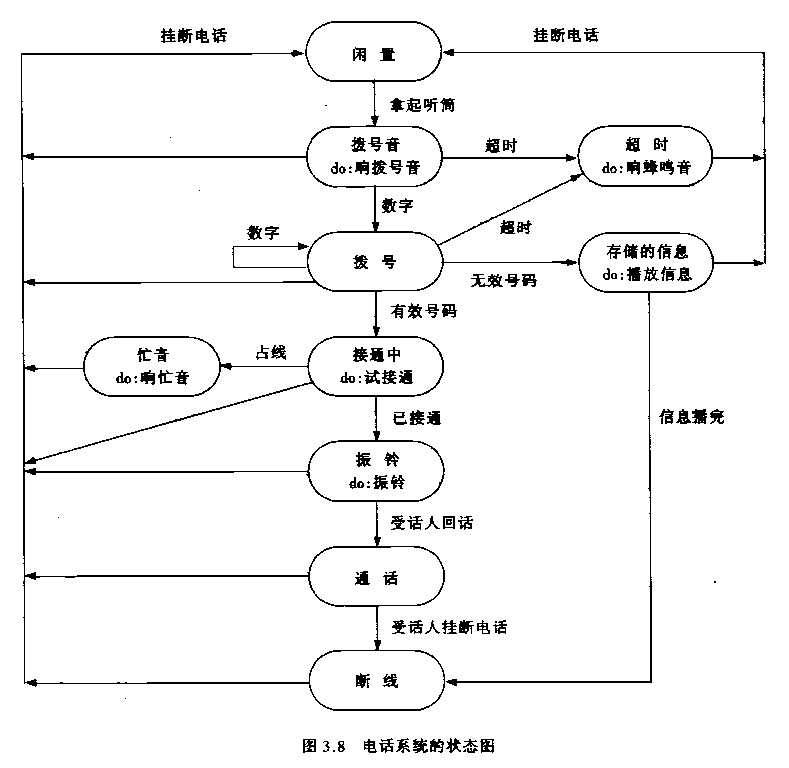 挂断电话
闲 置
挂断电话
拿起听筒
拨号音
do:响拨号音
超时
超 时
do:响蜂鸣音
数字
数字
超时
拨 号
无效号码
存储的信息
do:播放信息
有效号码
忙音
do:响忙音
占线
接通中
do:试接通
已接通
信息播完
振 铃
do:振铃
受话人回话
通 话
受话人挂断电话
断 线
图 3.8 电话系统的状态图